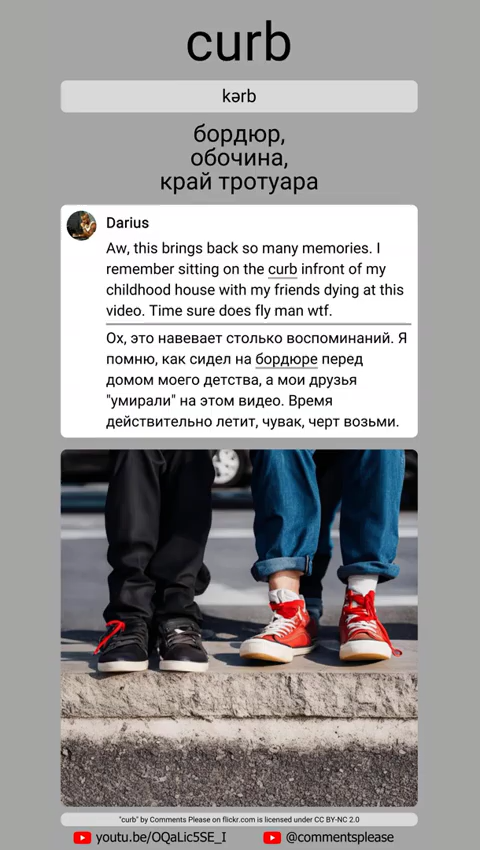 curb
kərb
бордюр,
обочина,
край тротуара
Darius
Aw, this brings back so many memories. I
remember sitting on the curb infront of my
childhood house with my friends dying at this
video. Time sure does fly man wtf.
Ох, это навевает столько воспоминаний. Я
помню, как сидел на бордюре перед
домом моего детства, а мои друзья
"умирали" на этом видео. Время
действительно летит, чувак, черт возьми.
"curb" by Comments Please on flickr.com is licensed under CC BY-NC 2.0
youtu.be/OQaLic5SE_I @commentsplease